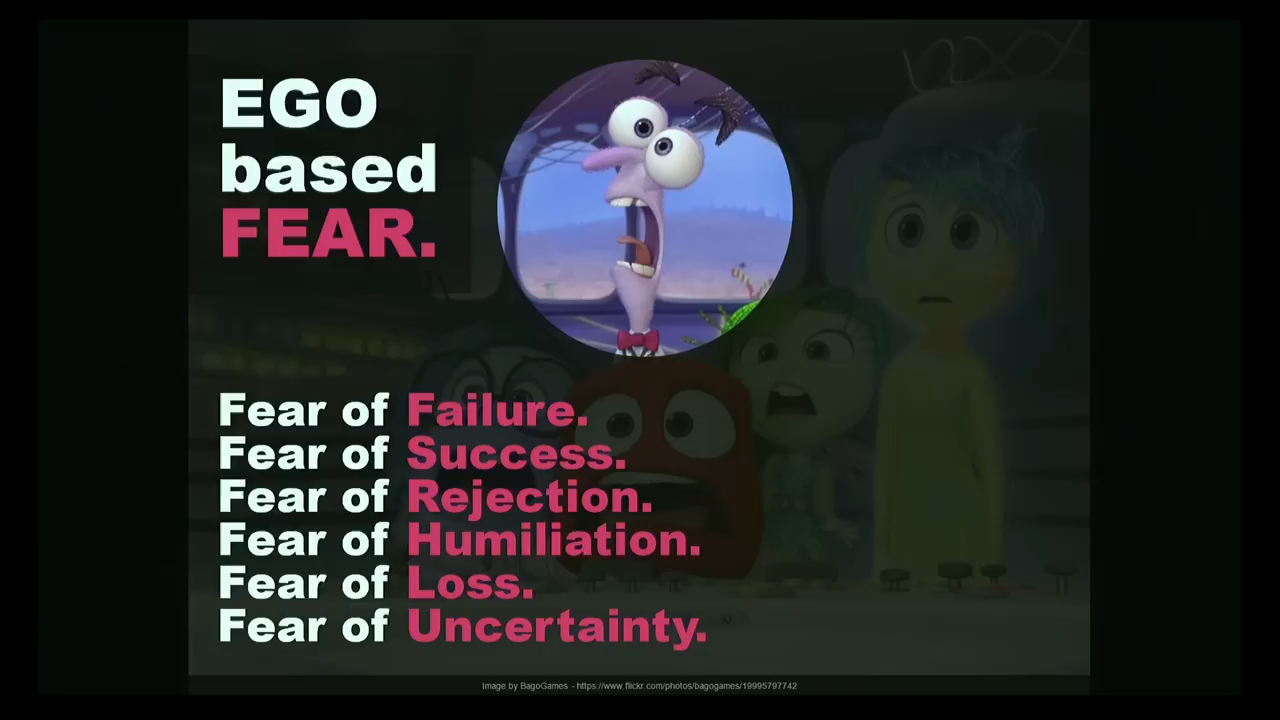 EGO
based
FEAR.
Fear of Failure.
Fear of Success.
Fear of Rejection.
Fear of Humiliation.
Fear of Loss.
Fear of Uncertainty.
Image by BagoGames - https://www.flickr.com/photos/bagogames/19995797742